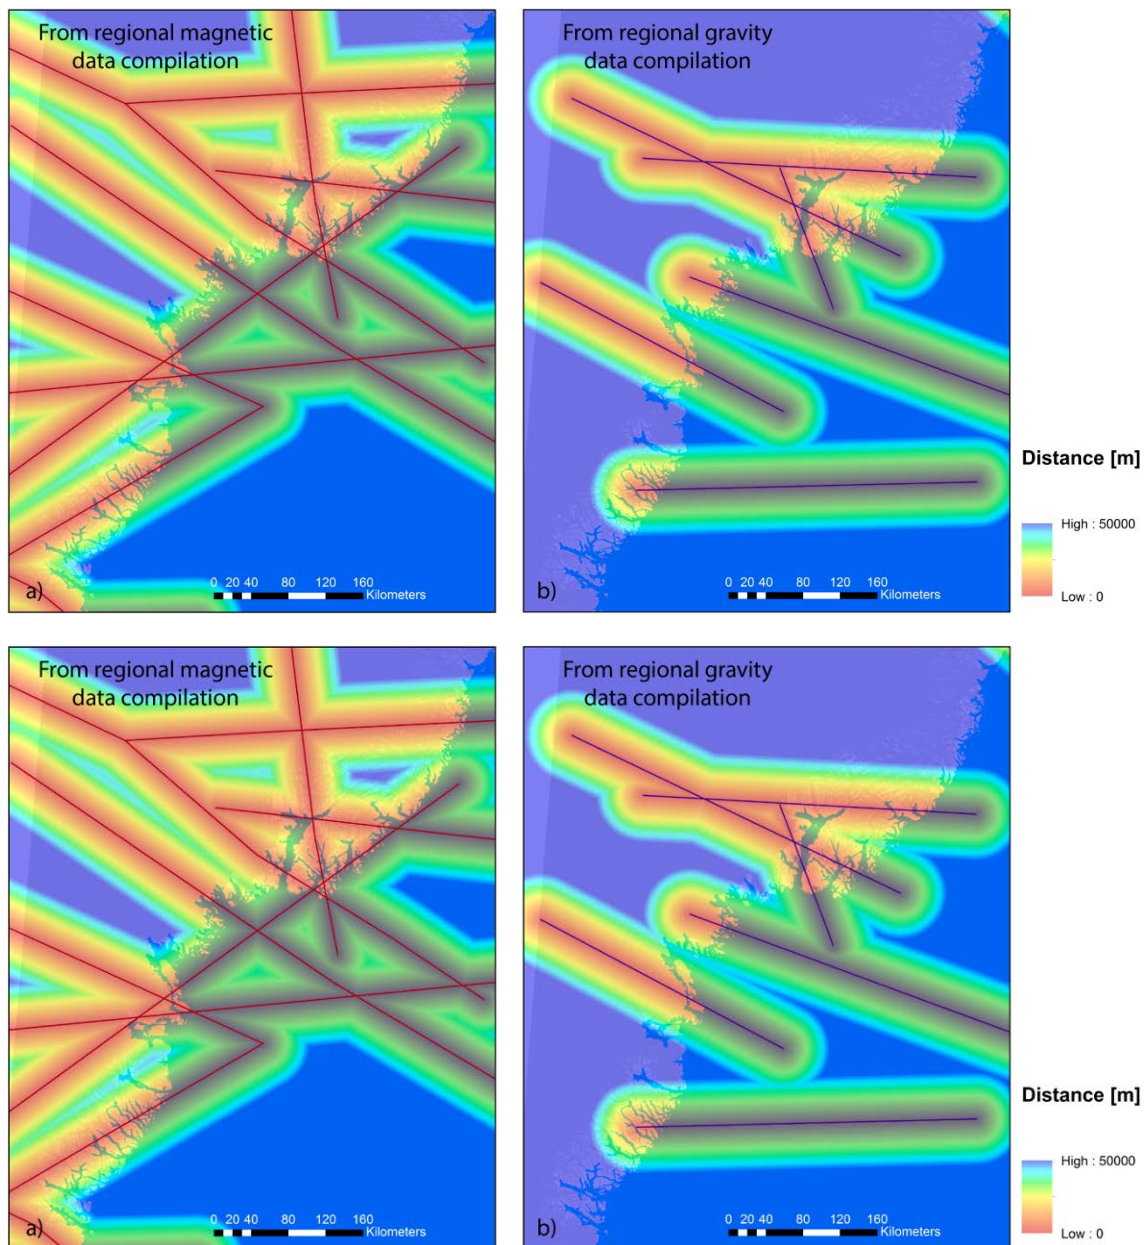 From regional magnetic
data compilation
a)
0 20 40 80 120 160
Kilometers
From regional gravity
data compilation
b)
0 20 40 80 120 160
Kilometers
Distance [m]
High : 50000
Low : 0
From regional magnetic
data compilation
a)
0 20 40 80 120 160
Kilometers
From regional gravity
data compilation
b)
0 20 40 80 120 160
Kilometers
Distance [m]
High : 50000
Low : 0